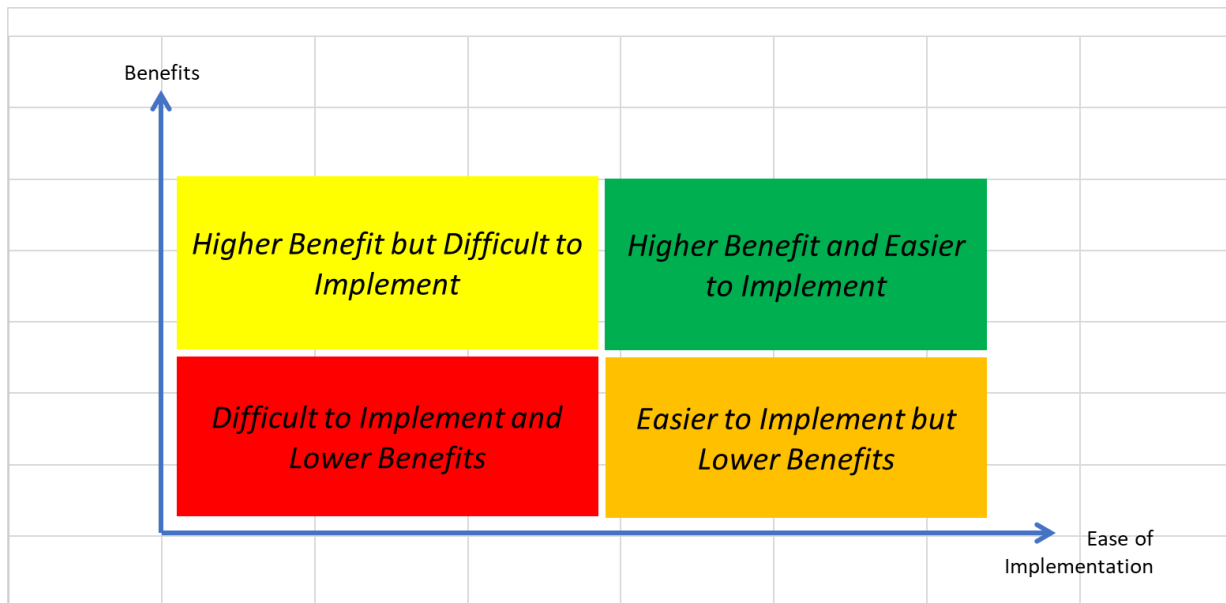 Benefits
Higher Benefit but Difficult to
Implement
Higher Benefit and Easier
to Implement
Difficult to Implement and
Lower Benefits
Easier to Implement but
Lower Benefits
Ease of
Implementation